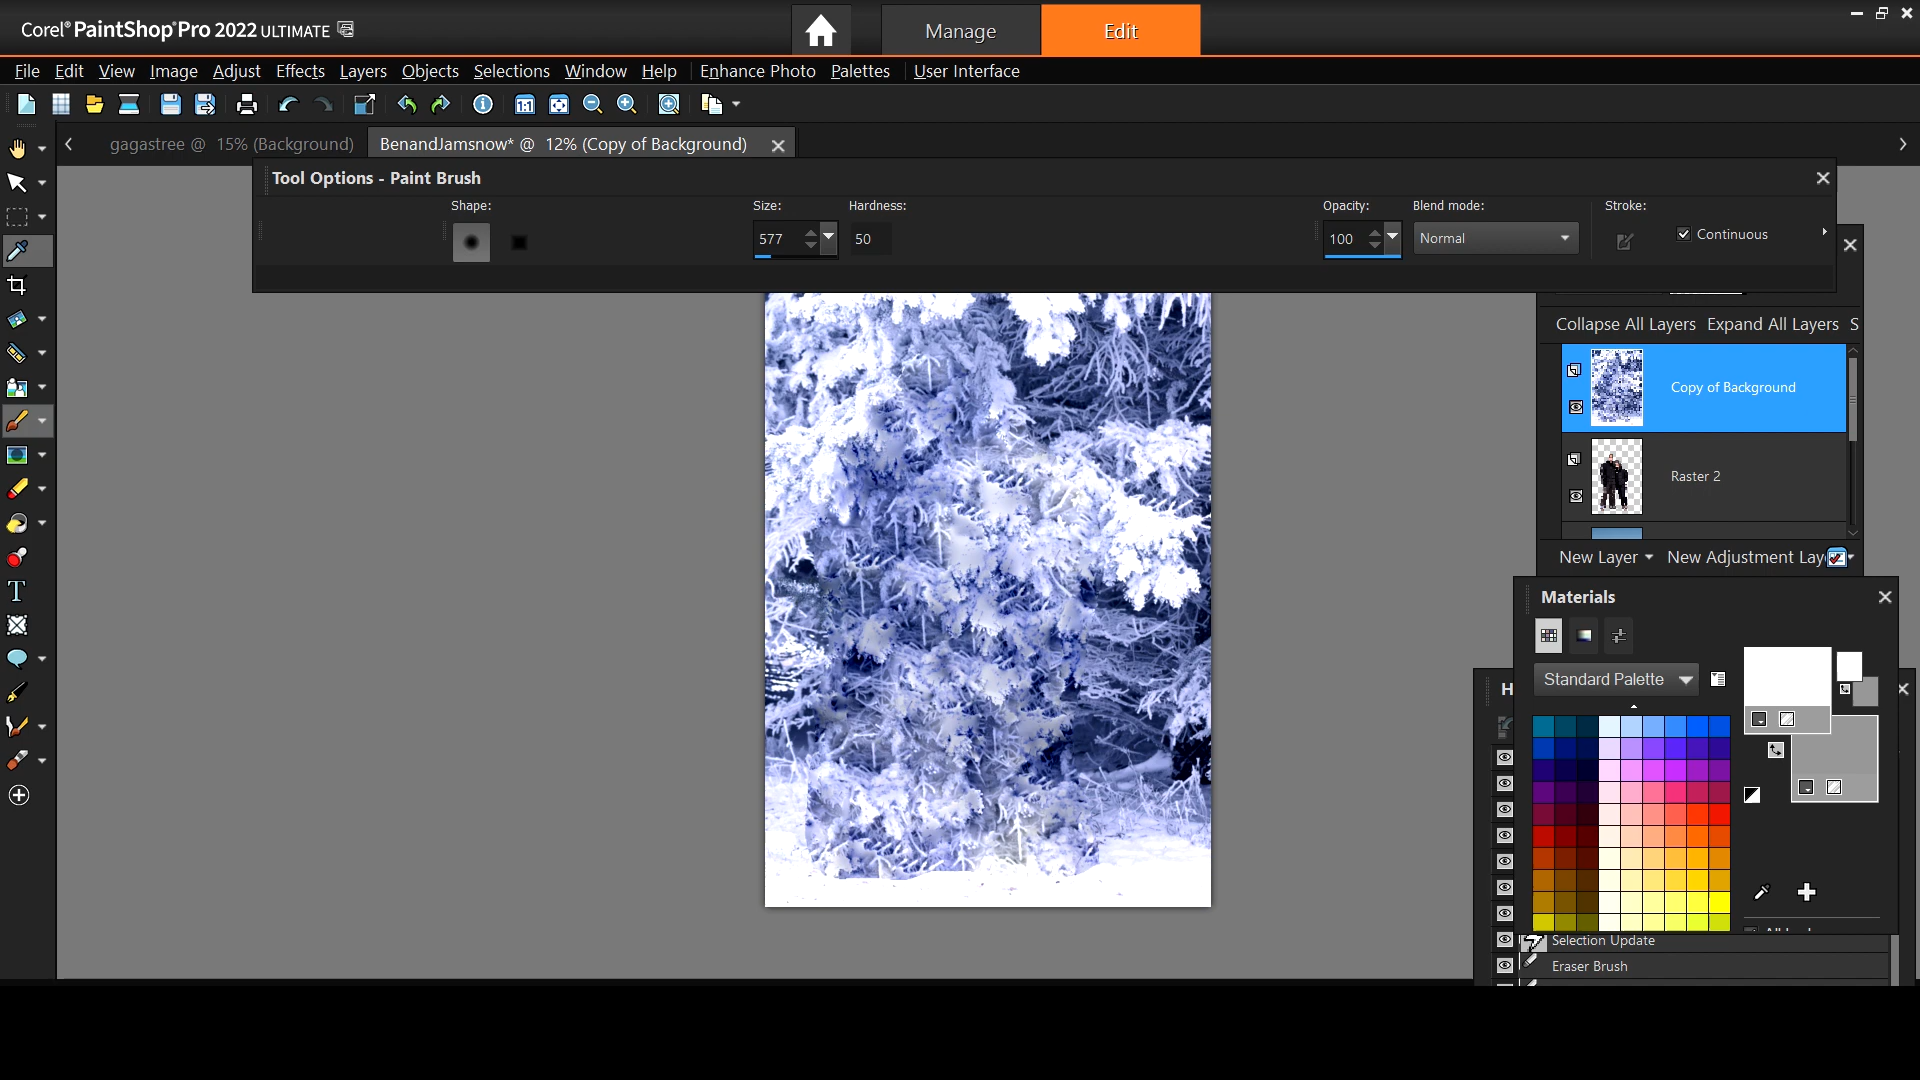 Corel® PaintShop® Pro 2022 ULTIMATE
Manage
Edit
File Edit View Image Adjust Effects Layers Objects Selections Window Help Enhance Photo Palettes User Interface
1:1
gagastree @ 15% (Background)
BenandJamsnow* @ 12% (Copy of Background)
Tool Options - Paint Brush
Shape: Size: Hardness: Opacity: Blend mode: Stroke:
577 50 100 Normal Continuous
Collapse All Layers Expand All Layers S
Copy of Background
Raster 2
New Layer New Adjustment Lay
Materials
Standard Palette
H
Selection Update
Eraser Brush